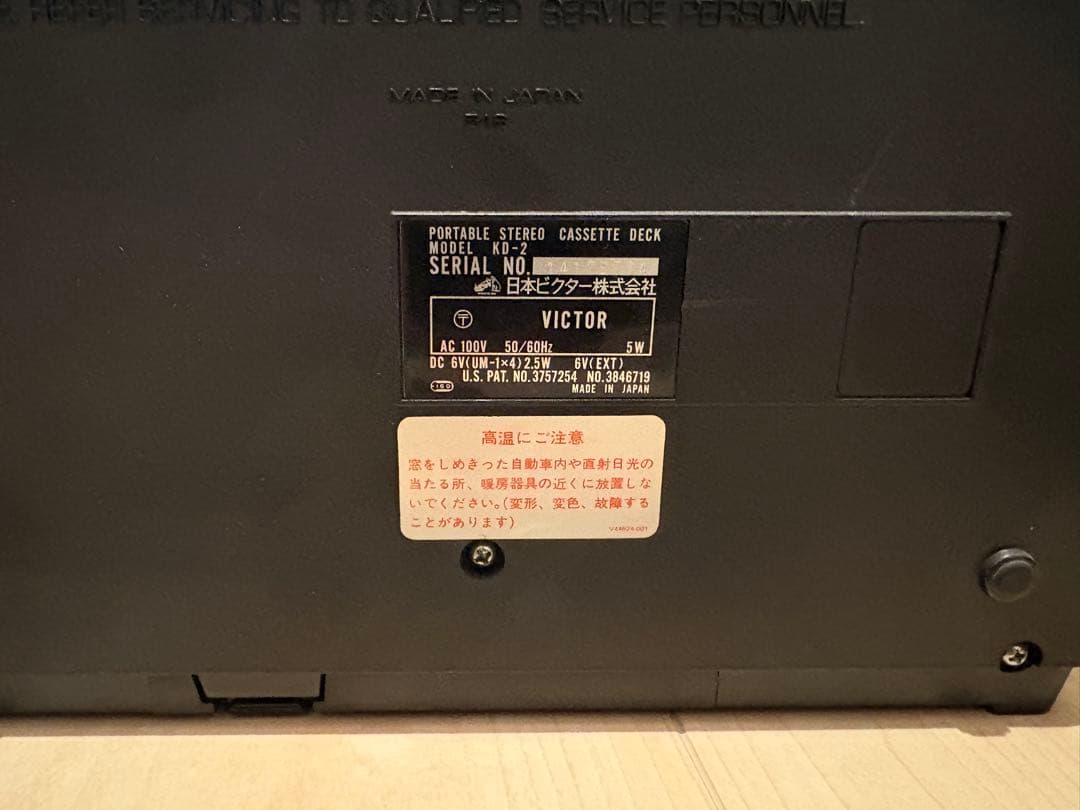 REFER SERVICING TO QUALIFIED SERVICE PERSONNEL.
MADE IN JAPAN
PORTABLE STEREO CASSETTE DECK
MODEL KD-2
SERIAL NO.
日本ビクター株式会社
〒 VICTOR
AC 100V 50/60Hz 5W
DC 6V(UM-1×4)2.5W 6V(EXT)
U.S. PAT. NO.3757254 NO.3846719
MADE IN JAPAN
高温にご注意
窓をしめきった自動車内や直射日光の
当たる所、暖房器具の近くに放置しな
いでください。(変形、変色、故障する
ことがあります)